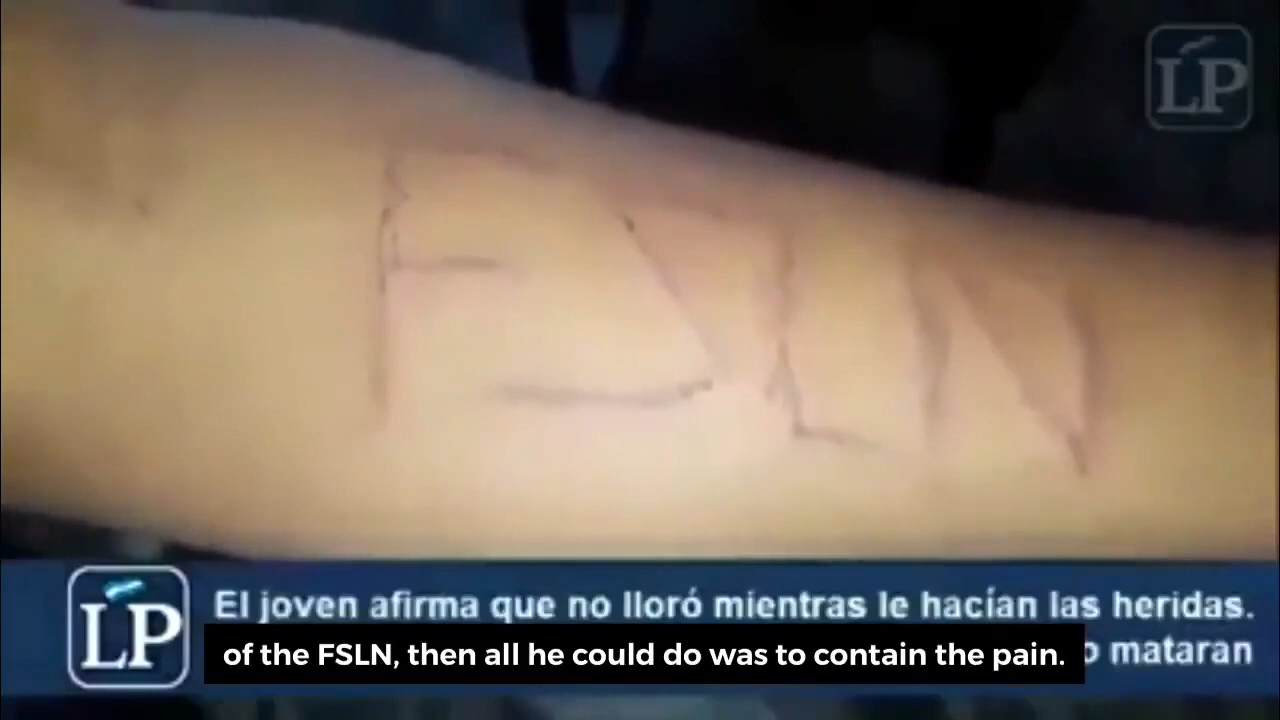 LP
FSLN
LP
El joven afirma que no lloró mientras le hacían las heridas.
mataran
of the FSLN, then all he could do was to contain the pain.